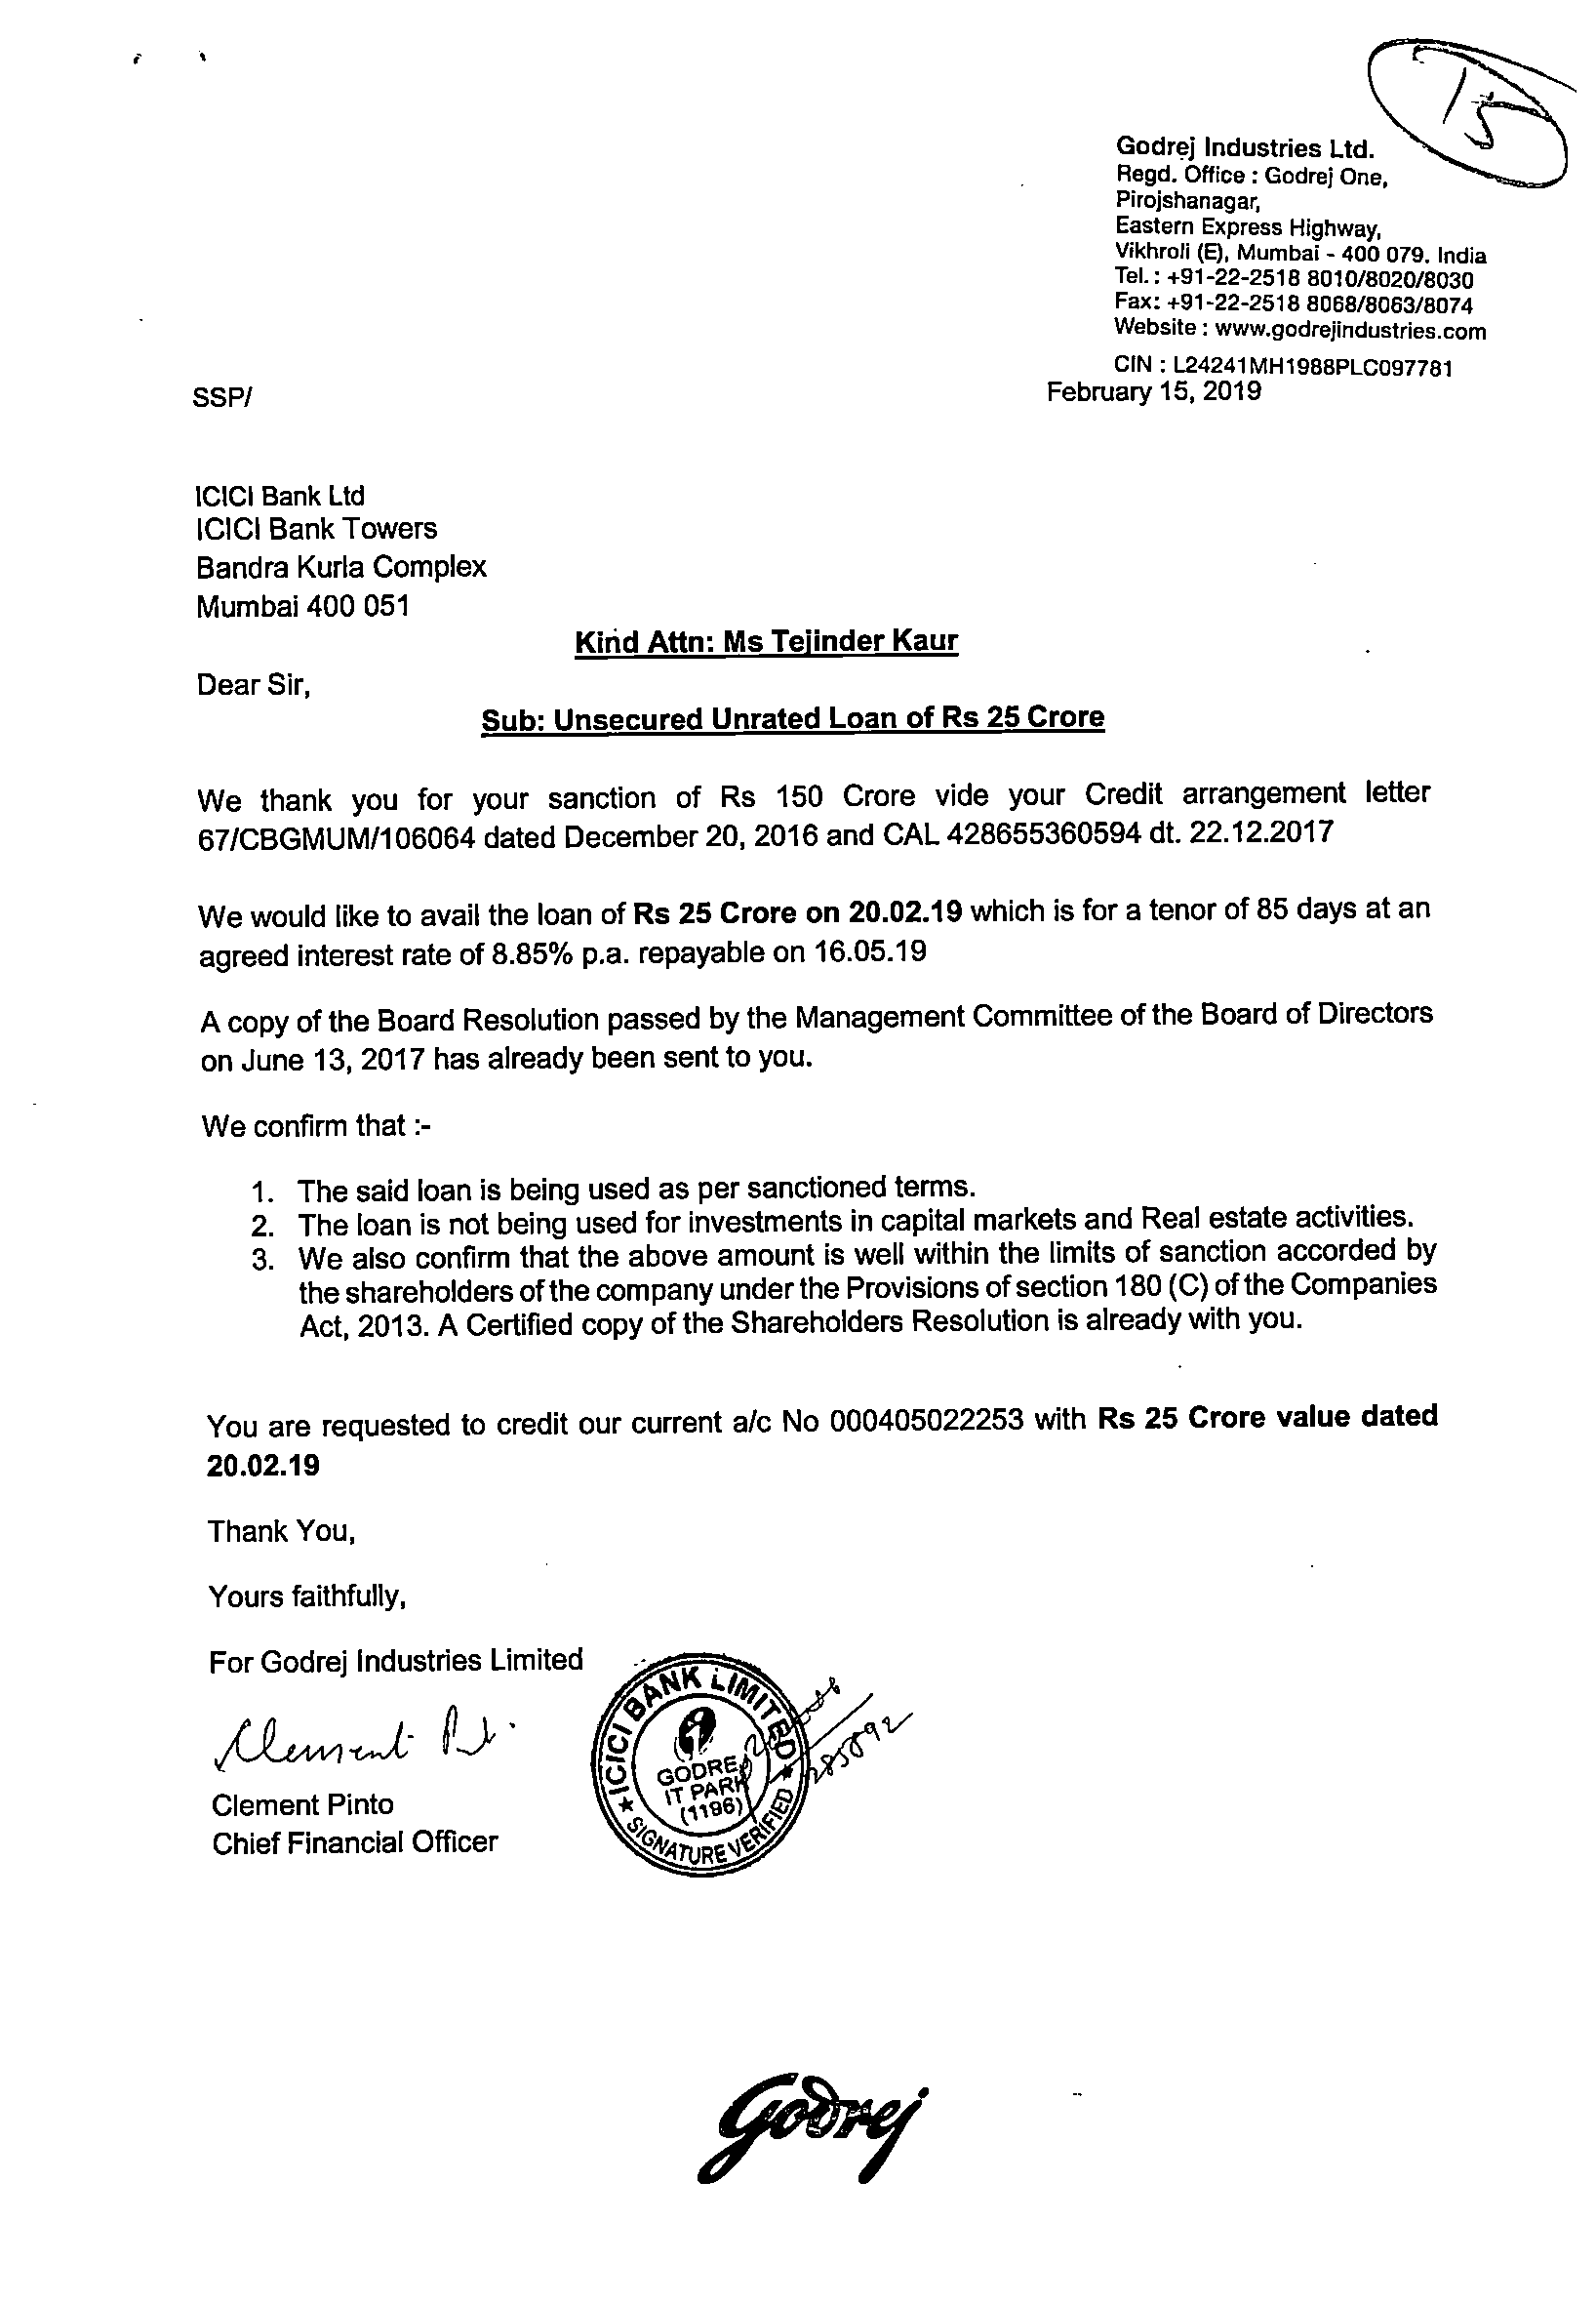 15
Godrej Industries Ltd.
Regd. Office : Godrej One,
Pirojshanagar,
Eastern Express Highway,
Vikhroli (E), Mumbai - 400 079. India
Tel. : +91-22-2518 8010/8020/8030
Fax: +91-22-2518 8068/8063/8074
Website : www.godrejindustries.com
CIN : L24241MH1988PLC097781
SSP/
February 15, 2019
ICICI Bank Ltd
ICICI Bank Towers
Bandra Kurla Complex
Mumbai 400 051
Kind Attn: Ms Tejinder Kaur
Dear Sir,
Sub: Unsecured Unrated Loan of Rs 25 Crore
We thank you for your sanction of Rs 150 Crore vide your Credit arrangement letter
67/CBGMUM/106064 dated December 20, 2016 and CAL 428655360594 dt. 22.12.2017
We would like to avail the loan of Rs 25 Crore on 20.02.19 which is for a tenor of 85 days at an
agreed interest rate of 8.85% p.a. repayable on 16.05.19
A copy of the Board Resolution passed by the Management Committee of the Board of Directors
on June 13, 2017 has already been sent to you.
We confirm that :-
1. The said loan is being used as per sanctioned terms.
2. The loan is not being used for investments in capital markets and Real estate activities.
3. We also confirm that the above amount is well within the limits of sanction accorded by
the shareholders of the company under the Provisions of section 180 (C) of the Companies
Act, 2013. A Certified copy of the Shareholders Resolution is already with you.
You are requested to credit our current a/c No 000405022253 with Rs 25 Crore value dated
20.02.19
Thank You,
Yours faithfully,
For Godrej Industries Limited
Clement
Clement Pinto
Chief Financial Officer
ICICI BANK LIMITED
GODREJ
IT PARK
(1196)
SIGNATURE VERIFIED
285892
Godrej